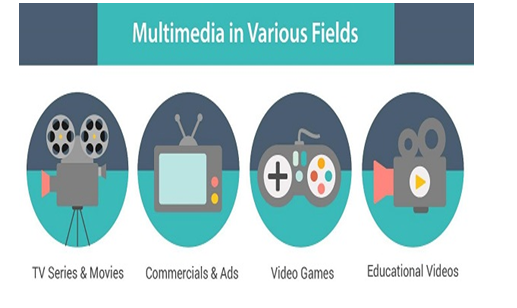 Multimedia in Various Fields
TV Series & Movies
Commercials & Ads
Video Games
Educational Videos